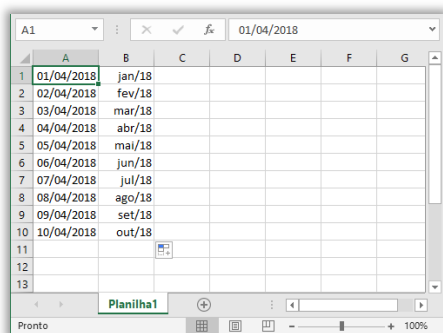 A1 fx 01/04/2018
A B C D E F G
1 01/04/2018 jan/18
2 02/04/2018 fev/18
3 03/04/2018 mar/18
4 04/04/2018 abr/18
5 05/04/2018 mai/18
6 06/04/2018 jun/18
7 07/04/2018 jul/18
8 08/04/2018 ago/18
9 09/04/2018 set/18
10 10/04/2018 out/18
11
12
13
Planilha1
Pronto 100%